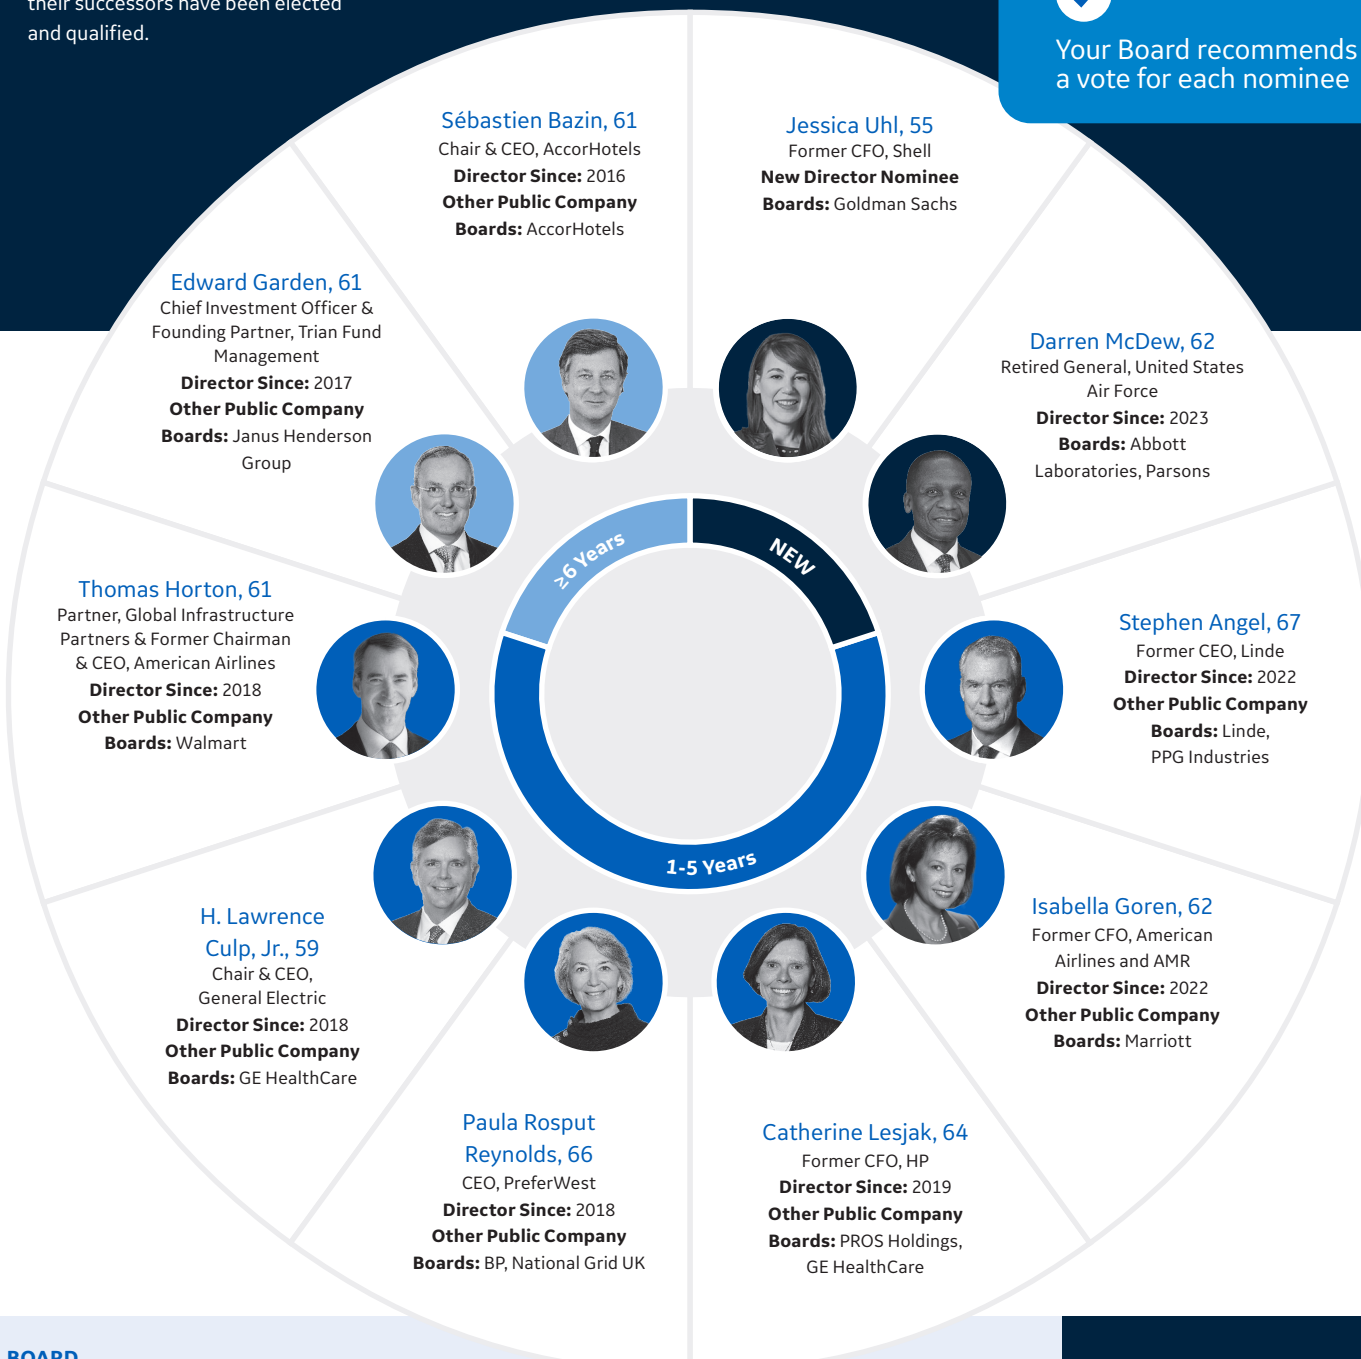 their successors have been elected
and qualified.
Your Board recommends
a vote for each nominee
Sébastien Bazin, 61
Chair & CEO, AccorHotels
Director Since: 2016
Other Public Company
Boards: AccorHotels
Jessica Uhl, 55
Former CFO, Shell
New Director Nominee
Boards: Goldman Sachs
Edward Garden, 61
Chief Investment Officer &
Founding Partner, Trian Fund
Management
Director Since: 2017
Other Public Company
Boards: Janus Henderson
Group
Darren McDew, 62
Retired General, United States
Air Force
Director Since: 2023
Boards: Abbott
Laboratories, Parsons
≥6 Years
NEW
Thomas Horton, 61
Partner, Global Infrastructure
Partners & Former Chairman
& CEO, American Airlines
Director Since: 2018
Other Public Company
Boards: Walmart
Stephen Angel, 67
Former CEO, Linde
Director Since: 2022
Other Public Company
Boards: Linde,
PPG Industries
1-5 Years
H. Lawrence
Culp, Jr., 59
Chair & CEO,
General Electric
Director Since: 2018
Other Public Company
Boards: GE HealthCare
Isabella Goren, 62
Former CFO, American
Airlines and AMR
Director Since: 2022
Other Public Company
Boards: Marriott
Paula Rosput
Reynolds, 66
CEO, PreferWest
Director Since: 2018
Other Public Company
Boards: BP, National Grid UK
Catherine Lesjak, 64
Former CFO, HP
Director Since: 2019
Other Public Company
Boards: PROS Holdings,
GE HealthCare
BOARD